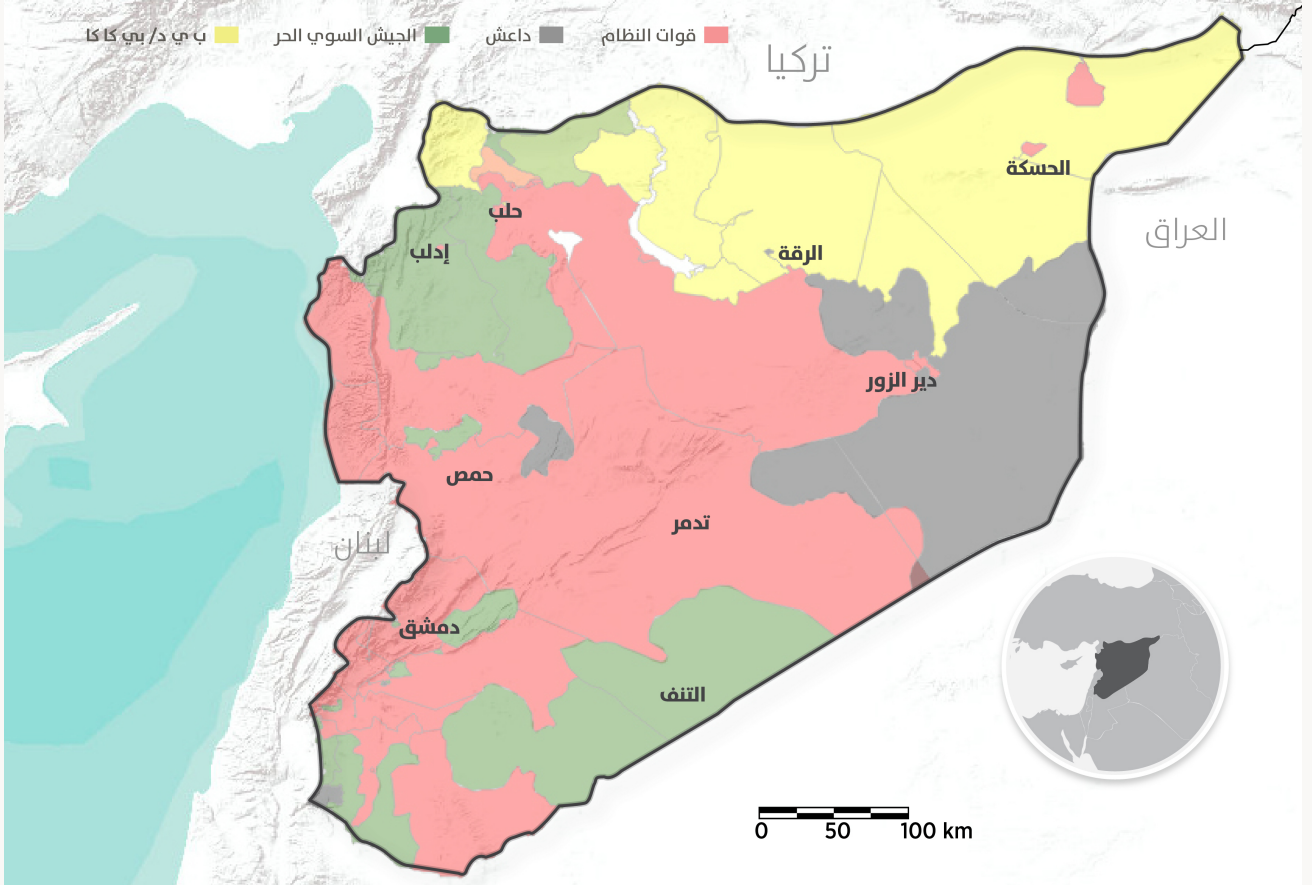 قوات النظام
داعش
الجيش السوي الحر
ب ي د/ بي كا كا
تركيا
الحسكة
العراق
حلب
إدلب
الرقة
دير الزور
حمص
تدمر
لبنان
دمشق
التنف
0 50 100 km